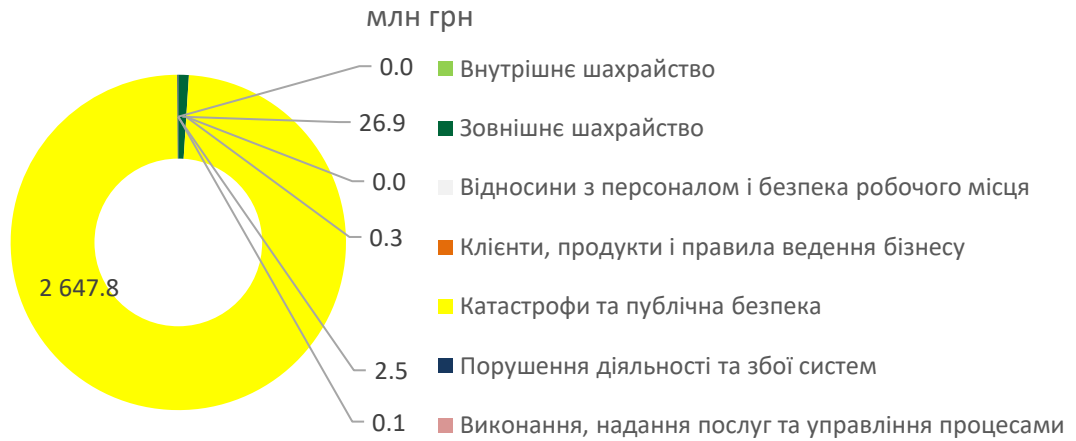 млн грн
0.0
Внутрішнє шахрайство
26.9
Зовнішнє шахрайство
0.0
Відносини з персоналом і безпека робочого місця
0.3
Клієнти, продукти і правила ведення бізнесу
2 647.8
Катастрофи та публічна безпека
2.5
Порушення діяльності та збої систем
0.1
Виконання, надання послуг та управління процесами